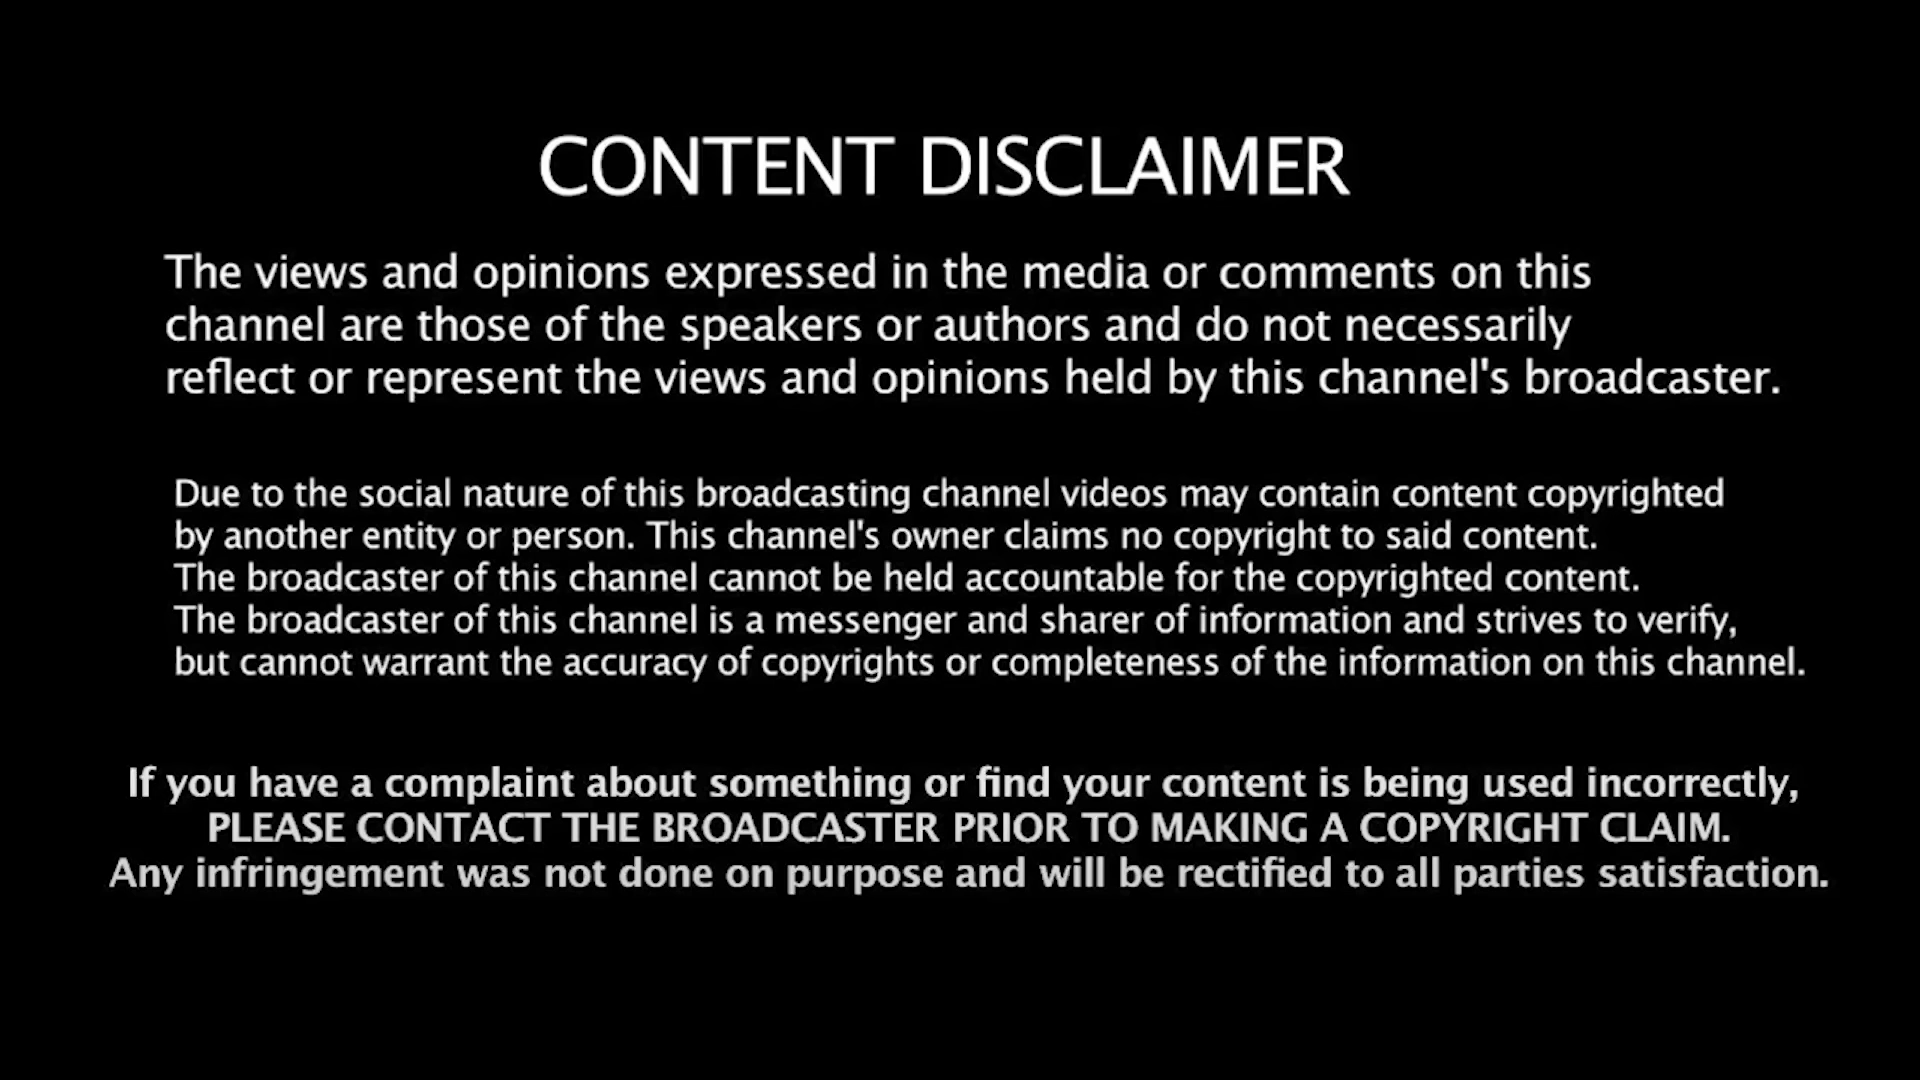 CONTENT DISCLAIMER
The views and opinions expressed in the media or comments on this
channel are those of the speakers or authors and do not necessarily
reflect or represent the views and opinions held by this channel's broadcaster.
Due to the social nature of this broadcasting channel videos may contain content copyrighted
by another entity or person. This channel's owner claims no copyright to said content.
The broadcaster of this channel cannot be held accountable for the copyrighted content.
The broadcaster of this channel is a messenger and sharer of information and strives to verify,
but cannot warrant the accuracy of copyrights or completeness of the information on this channel.
If you have a complaint about something or find your content is being used incorrectly,
PLEASE CONTACT THE BROADCASTER PRIOR TO MAKING A COPYRIGHT CLAIM.
Any infringement was not done on purpose and will be rectified to all parties satisfaction.